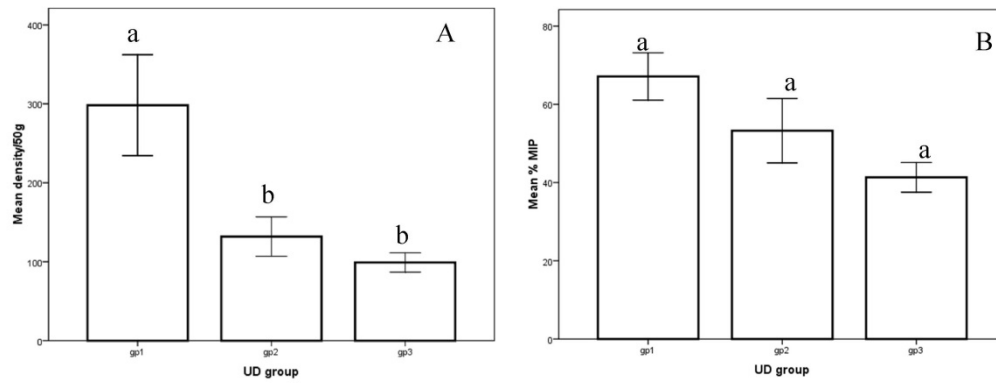 A
Mean density/50g
400
300
200
100
0
a
b
b
gp1 gp2 gp3
UD group
B
Mean % MIP
80
60
40
20
0
a
a
a
gp1 gp2 gp3
UD group